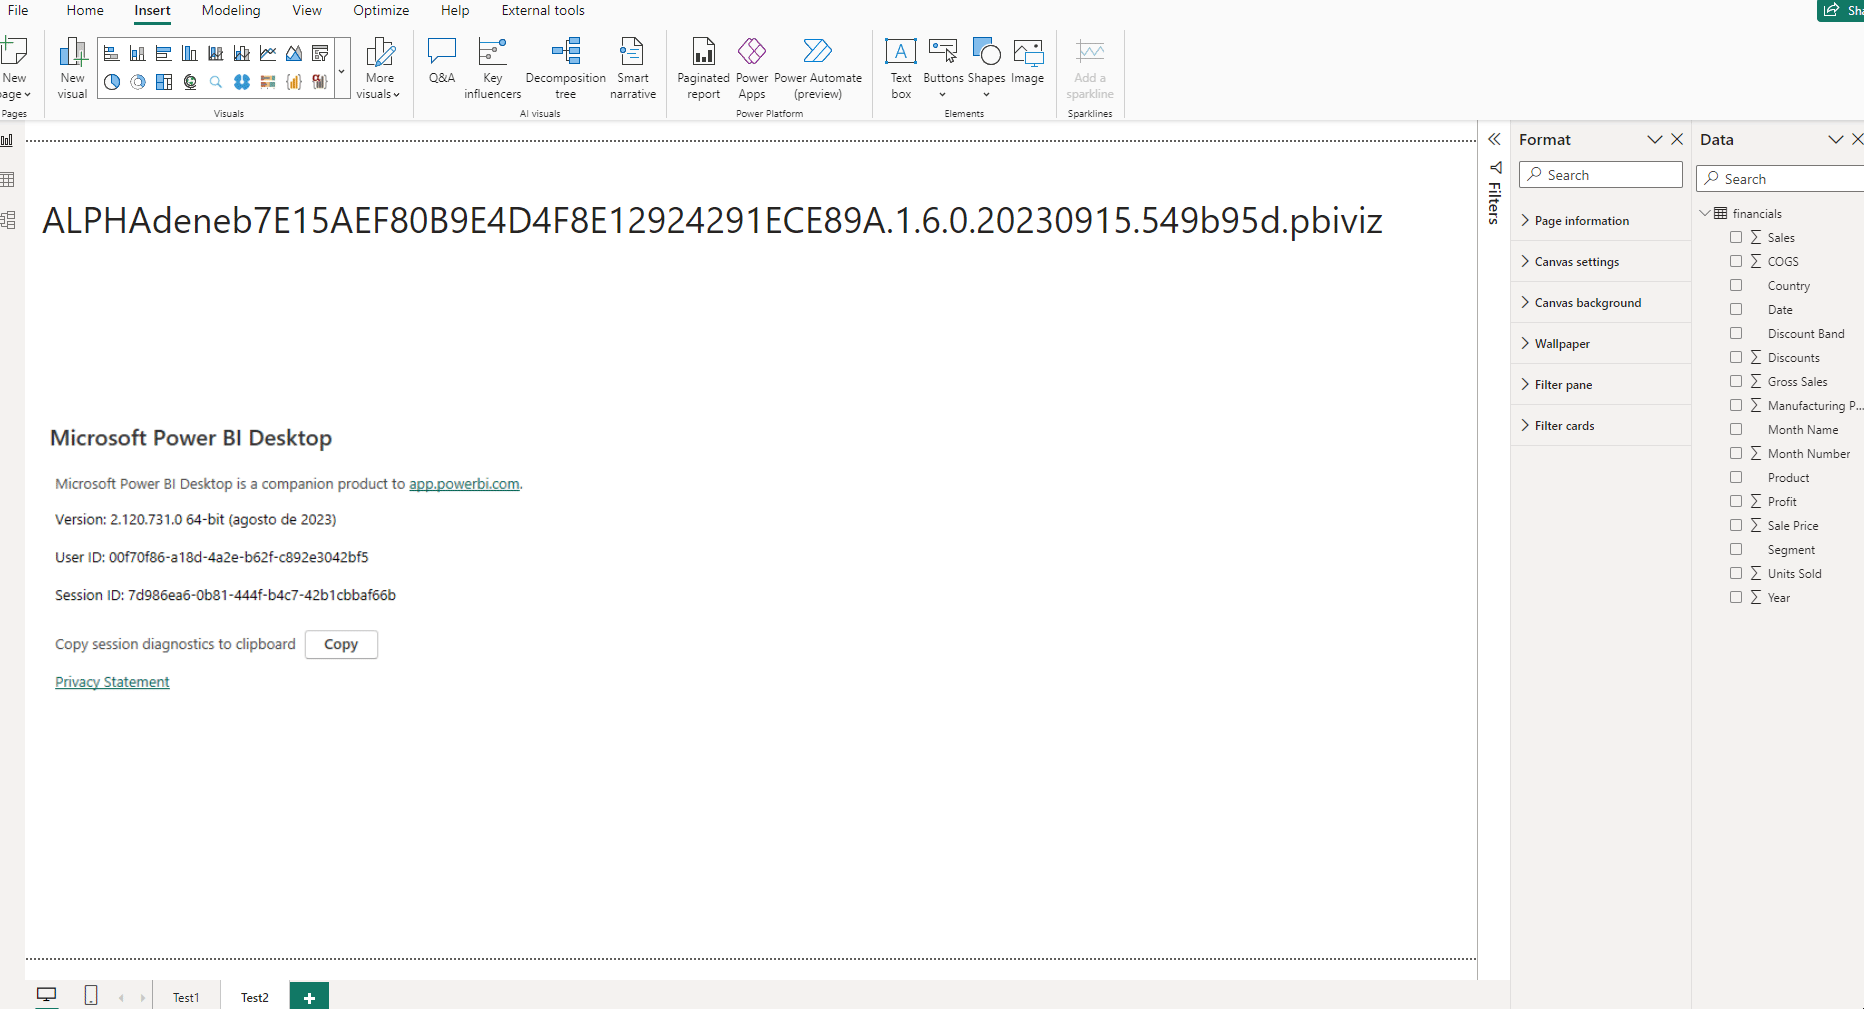 File Home Insert Modeling View Optimize Help External tools
New
visual
More
visuals
Q&A
Key
influencers
Decomposition
tree
Smart
narrative
Paginated
report
Power
Apps
Power Automate
(preview)
Text
box
Buttons
Shapes
Image
Add a
sparkline
New
Pages
Visuals
AI visuals
Power Platform
Elements
Sparklines
ALPHAdeneb7E15AEF80B9E4D4F8E12924291ECE89A.1.6.0.20230915.549b95d.pbiviz
Microsoft Power BI Desktop
Microsoft Power BI Desktop is a companion product to app.powerbi.com.
Version: 2.120.731.0 64-bit (agosto de 2023)
User ID: 00f70f86-a18d-4a2e-b62f-c892e3042bf5
Session ID: 7d986ea6-0b81-444f-b4c7-42b1cbbaf66b
Copy session diagnostics to clipboard Copy
Privacy Statement
Filters
Format
Search
Page information
Canvas settings
Canvas background
Wallpaper
Filter pane
Filter cards
Data
Search
financials
Sales
COGS
Country
Date
Discount Band
Discounts
Gross Sales
Manufacturing P...
Month Name
Month Number
Product
Profit
Sale Price
Segment
Units Sold
Year
Test1 Test2